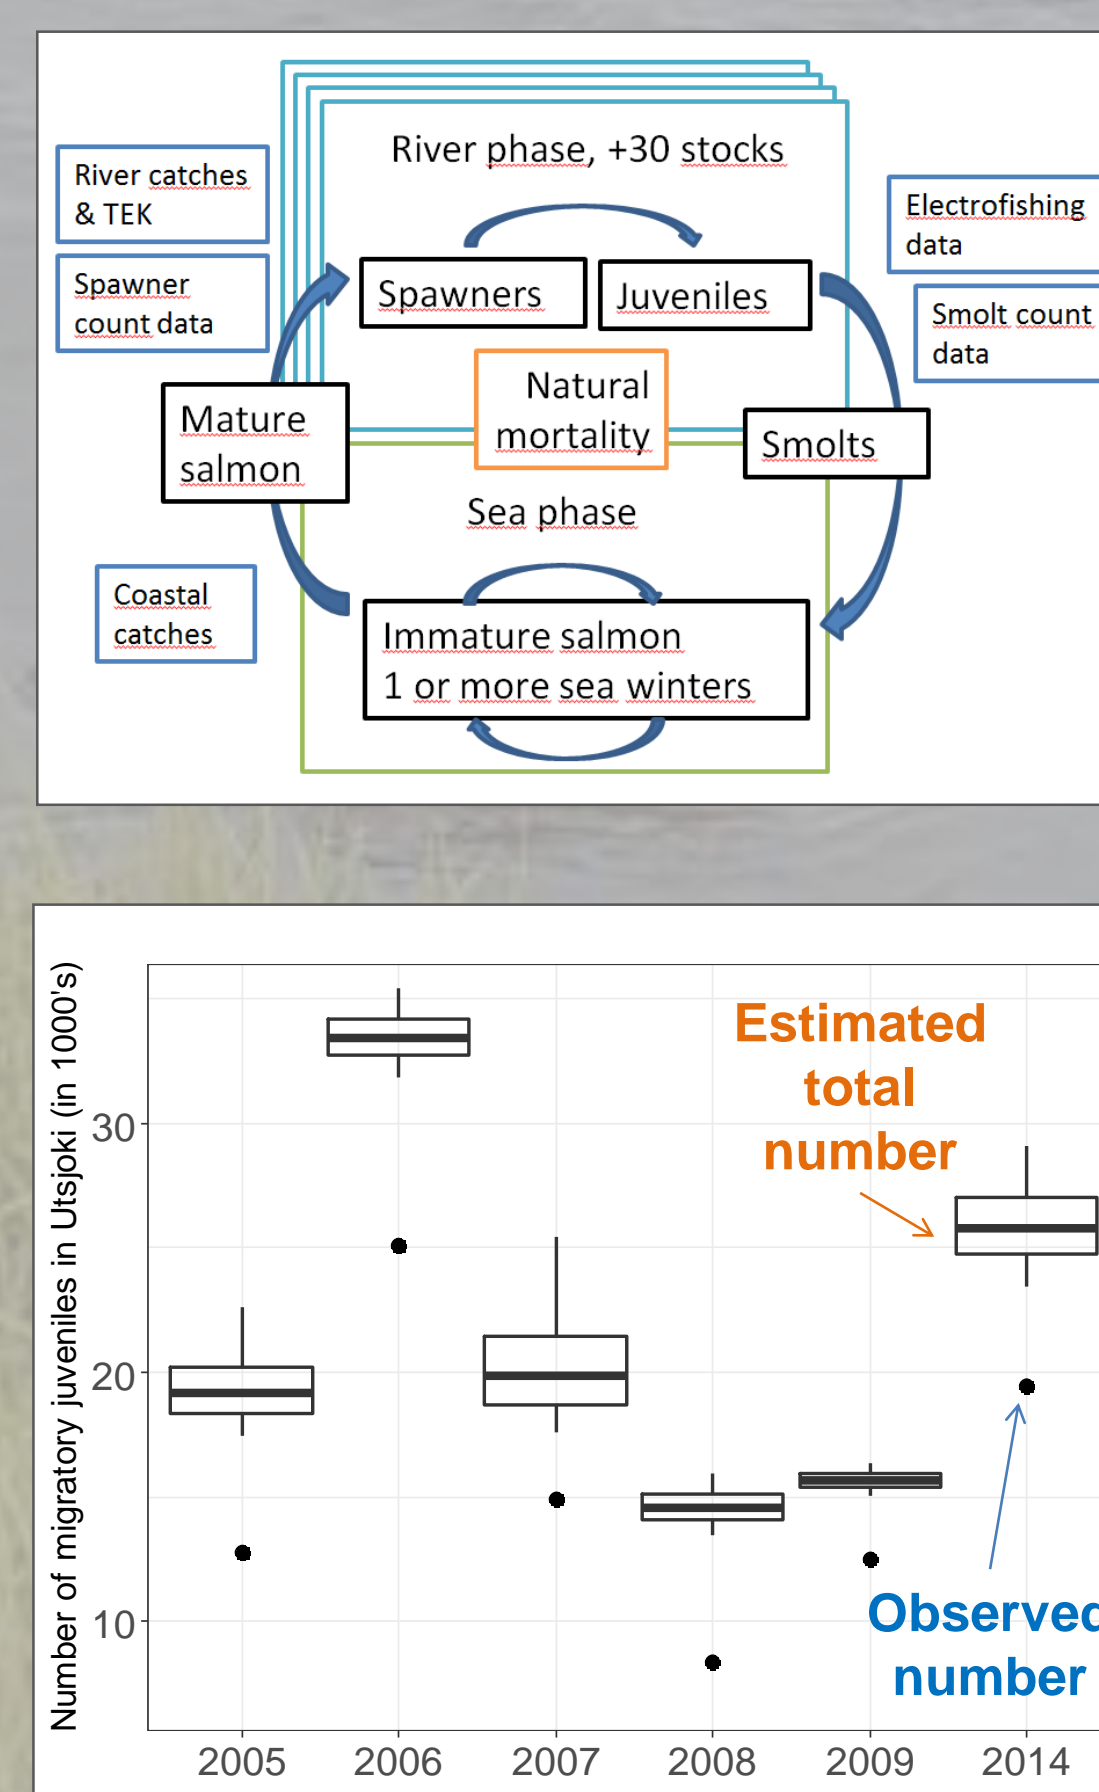 River phase, +30 stocks
River catches
& TEK
Electrofishing
data
Spawner
count data
Spawners
Juveniles
Smolt count
data
Natural
mortality
Mature
salmon
Smolts
Sea phase
Coastal
catches
Immature salmon
1 or more sea winters
Number of migratory juveniles in Utsjoki (in 1000's)
30
20
10
Estimated
total
number
Observed
number
2005
2006
2007
2008
2009
2014